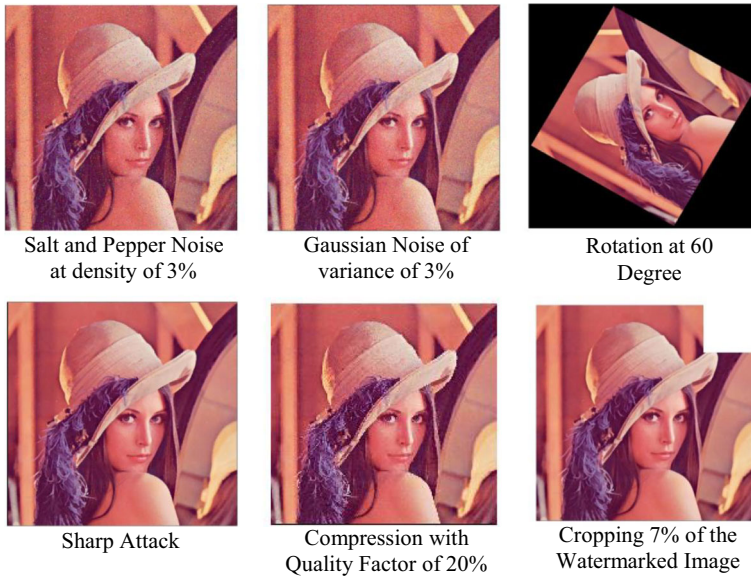 Salt and Pepper Noise
at density of 3%
Gaussian Noise of
variance of 3%
Rotation at 60
Degree
Sharp Attack
Compression with
Quality Factor of 20%
Cropping 7% of the
Watermarked Image